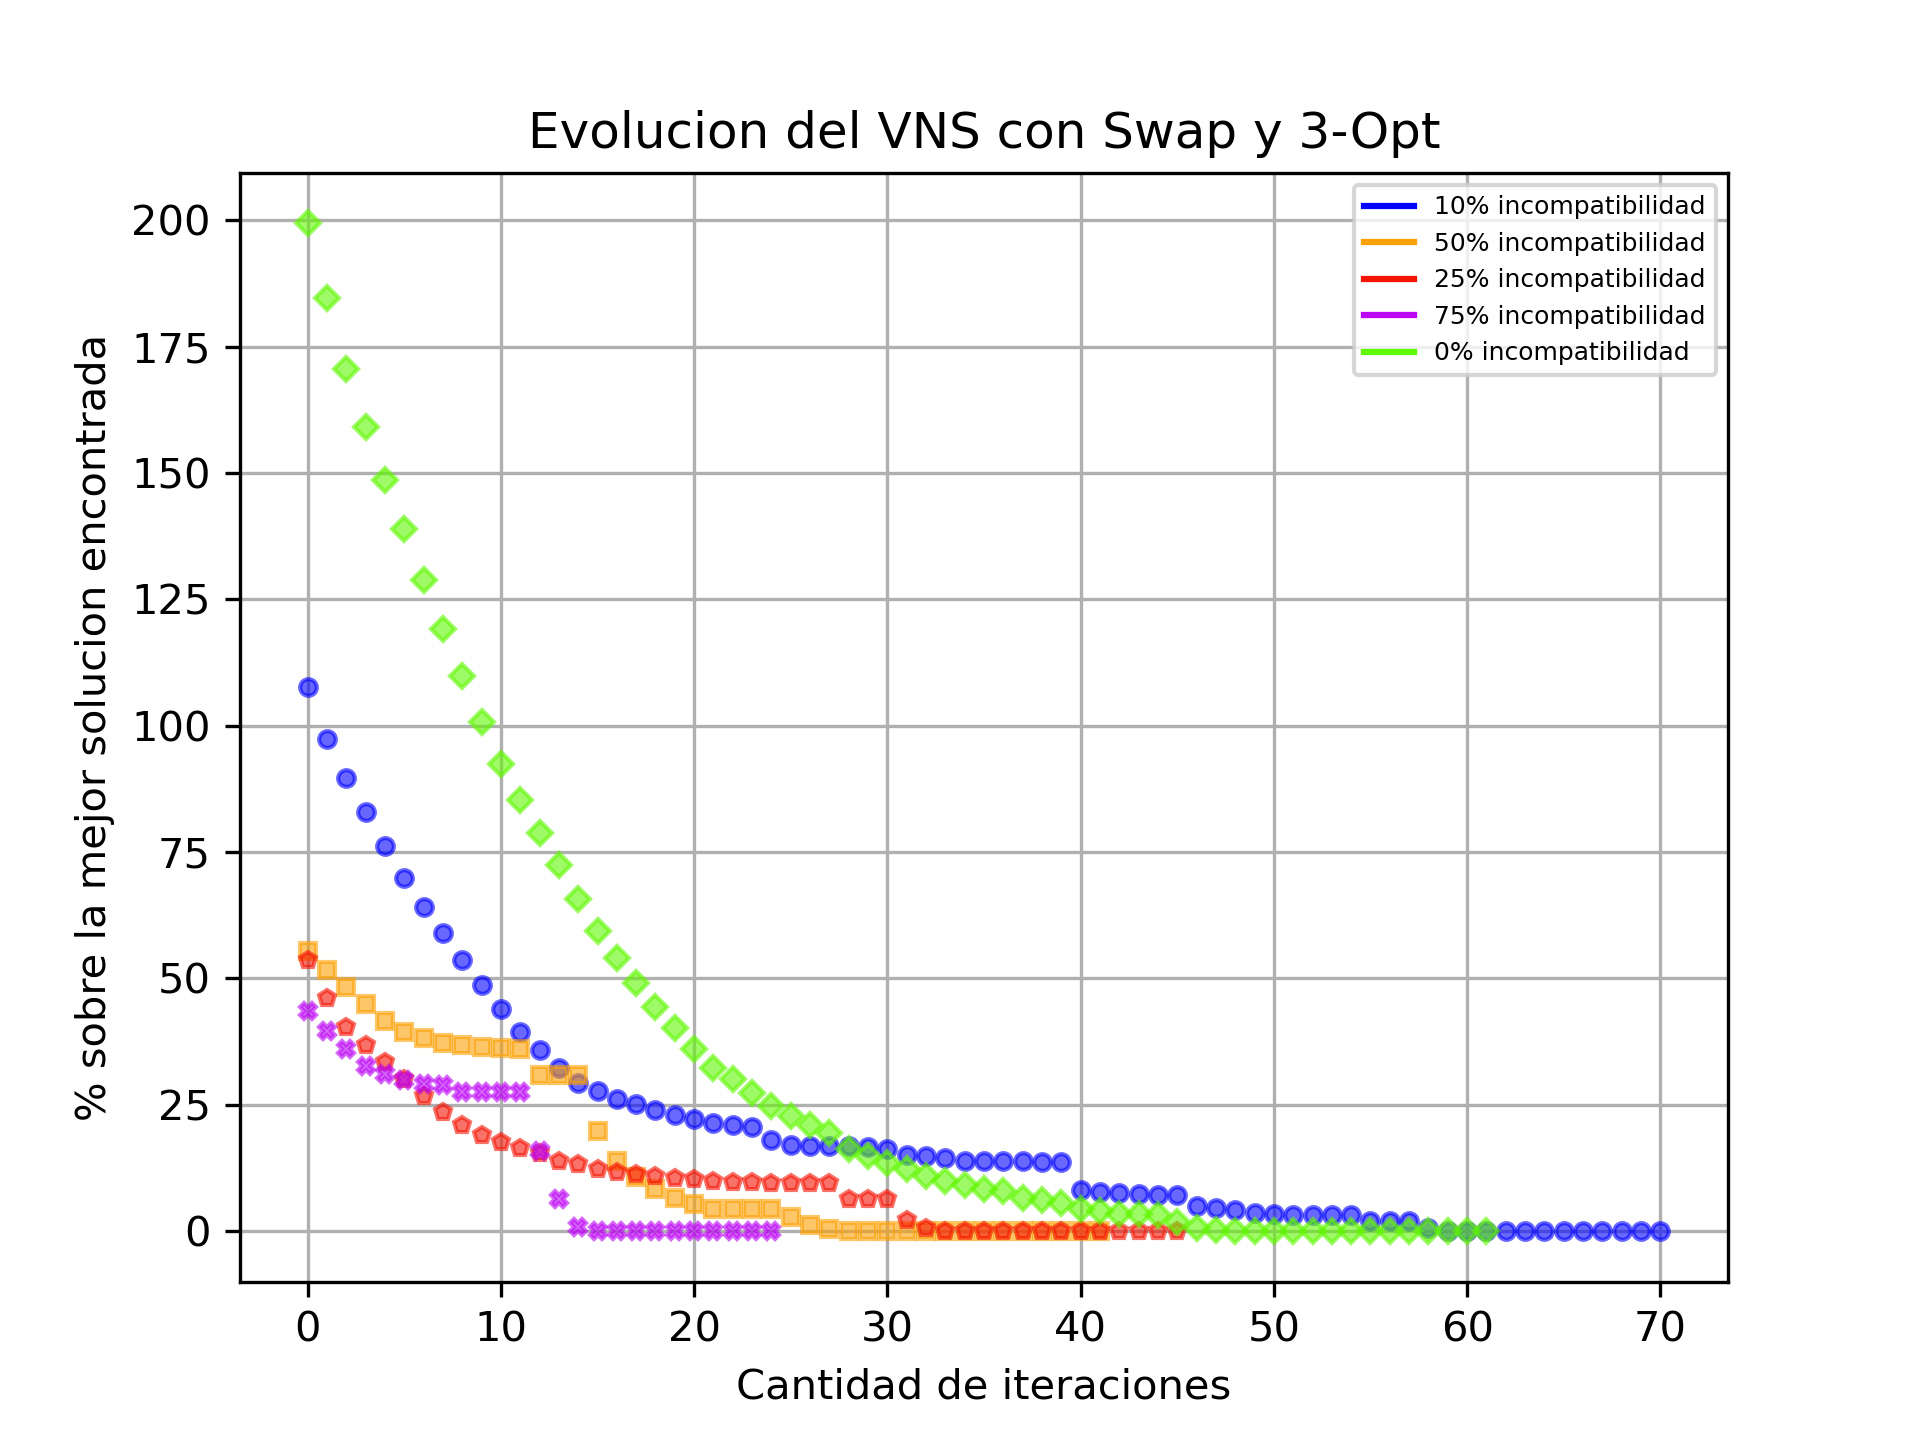 Evolucion del VNS con Swap y 3-Opt
10% incompatibilidad
50% incompatibilidad
25% incompatibilidad
75% incompatibilidad
0% incompatibilidad
% sobre la mejor solucion encontrada
200
175
150
125
100
75
50
25
0
0 10 20 30 40 50 60 70
Cantidad de iteraciones